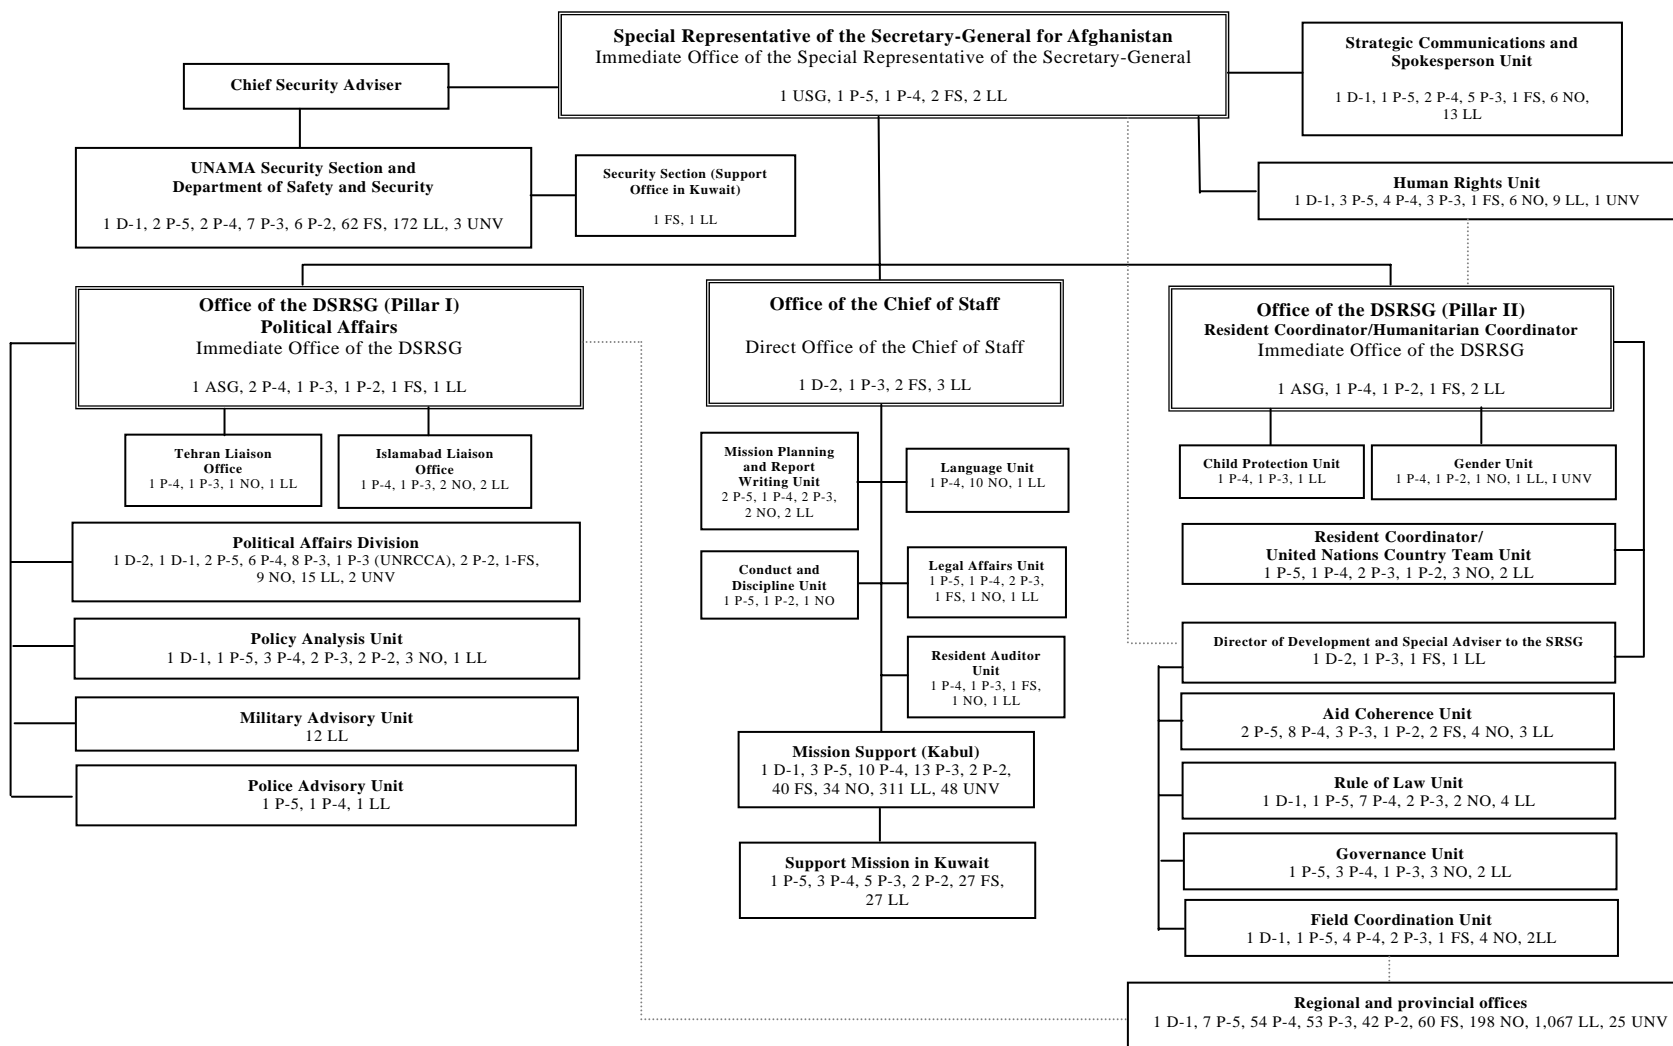 Special Representative of the Secretary-General for Afghanistan
Immediate Office of the Special Representative of the Secretary-General
1 USG, 1 P-5, 1 P-4, 2 FS, 2 LL
Strategic Communications and
Spokesperson Unit
1 D-1, 1 P-5, 2 P-4, 5 P-3, 1 FS, 6 NO,
13 LL
Chief Security Adviser
UNAMA Security Section and
Department of Safety and Security
1 D-1, 2 P-5, 2 P-4, 7 P-3, 6 P-2, 62 FS, 172 LL, 3 UNV
Security Section (Support
Office in Kuwait)
1 FS, 1 LL
Human Rights Unit
1 D-1, 3 P-5, 4 P-4, 3 P-3, 1 FS, 6 NO, 9 LL, 1 UNV
Office of the DSRSG (Pillar I)
Political Affairs
Immediate Office of the DSRSG
1 ASG, 2 P-4, 1 P-3, 1 P-2, 1 FS, 1 LL
Office of the Chief of Staff
Direct Office of the Chief of Staff
1 D-2, 1 P-3, 2 FS, 3 LL
Office of the DSRSG (Pillar II)
Resident Coordinator/Humanitarian Coordinator
Immediate Office of the DSRSG
1 ASG, 1 P-4, 1 P-2, 1 FS, 2 LL
Tehran Liaison
Office
1 P-4, 1 P-3, 1 NO, 1 LL
Islamabad Liaison
Office
1 P-4, 1 P-3, 2 NO, 2 LL
Political Affairs Division
1 D-2, 1 D-1, 2 P-5, 6 P-4, 8 P-3, 1 P-3 (UNRCCA), 2 P-2, 1-FS,
9 NO, 15 LL, 2 UNV
Policy Analysis Unit
1 D-1, 1 P-5, 3 P-4, 2 P-3, 2 P-2, 3 NO, 1 LL
Military Advisory Unit
12 LL
Police Advisory Unit
1 P-5, 1 P-4, 1 LL
Mission Planning
and Report
Writing Unit
2 P-5, 1 P-4, 2 P-3,
2 NO, 2 LL
Language Unit
1 P-4, 10 NO, 1 LL
Conduct and
Discipline Unit
1 P-5, 1 P-2, 1 NO
Legal Affairs Unit
1 P-5, 1 P-4, 2 P-3,
1 FS, 1 NO, 1 LL
Resident Auditor
Unit
1 P-4, 1 P-3, 1 FS,
1 NO, 1 LL
Mission Support (Kabul)
1 D-1, 3 P-5, 10 P-4, 13 P-3, 2 P-2,
40 FS, 34 NO, 311 LL, 48 UNV
Support Mission in Kuwait
1 P-5, 3 P-4, 5 P-3, 2 P-2, 27 FS,
27 LL
Child Protection Unit
1 P-4, 1 P-3, 1 LL
Gender Unit
1 P-4, 1 P-2, 1 NO, 1 LL, I UNV
Resident Coordinator/
United Nations Country Team Unit
1 P-5, 1 P-4, 2 P-3, 1 P-2, 3 NO, 2 LL
Director of Development and Special Adviser to the SRSG
1 D-2, 1 P-3, 1 FS, 1 LL
Aid Coherence Unit
2 P-5, 8 P-4, 3 P-3, 1 P-2, 2 FS, 4 NO, 3 LL
Rule of Law Unit
1 D-1, 1 P-5, 7 P-4, 2 P-3, 2 NO, 4 LL
Governance Unit
1 P-5, 3 P-4, 1 P-3, 3 NO, 2 LL
Field Coordination Unit
1 D-1, 1 P-5, 4 P-4, 2 P-3, 1 FS, 4 NO, 2LL
Regional and provincial offices
1 D-1, 7 P-5, 54 P-4, 53 P-3, 42 P-2, 60 FS, 198 NO, 1,067 LL, 25 UNV